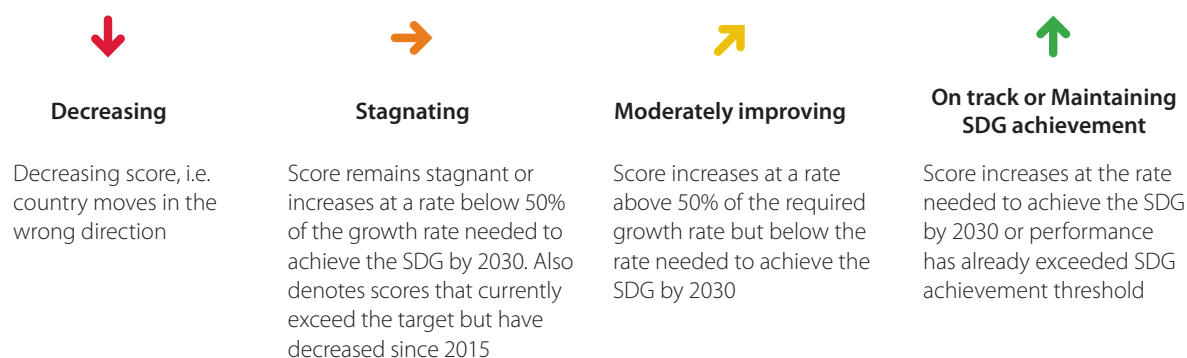 Decreasing
Decreasing score, i.e.
country moves in the
wrong direction
Stagnating
Score remains stagnant or
increases at a rate below 50%
of the growth rate needed to
achieve the SDG by 2030. Also
denotes scores that currently
exceed the target but have
decreased since 2015
Moderately improving
Score increases at a rate
above 50% of the required
growth rate but below the
rate needed to achieve the
SDG by 2030
On track or Maintaining
SDG achievement
Score increases at the rate
needed to achieve the SDG
by 2030 or performance
has already exceeded SDG
achievement threshold